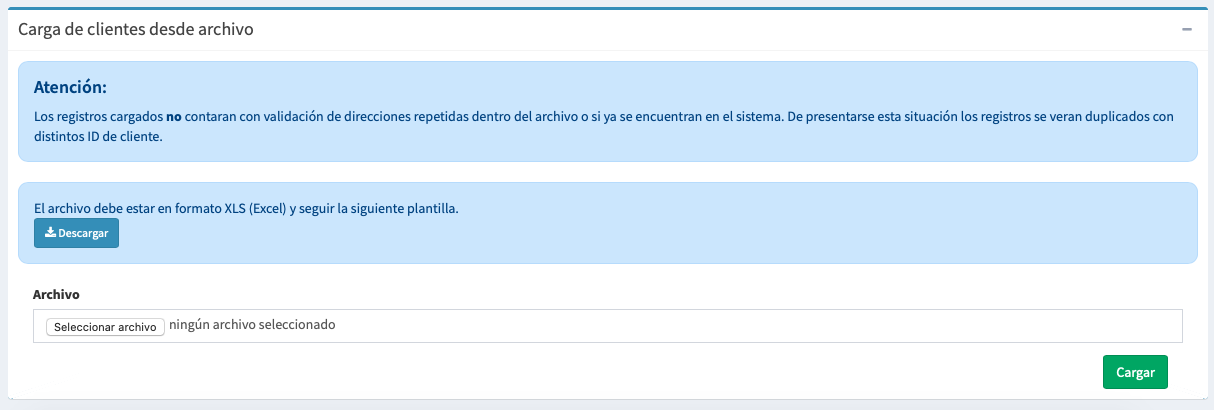 Carga de clientes desde archivo
Atención:
Los registros cargados no contaran con validación de direcciones repetidas dentro del archivo o si ya se encuentran en el sistema. De presentarse esta situación los registros se veran duplicados con
distintos ID de cliente.
El archivo debe estar en formato XLS (Excel) y seguir la siguiente plantilla.
Descargar
Archivo
Seleccionar archivo ningún archivo seleccionado
Cargar